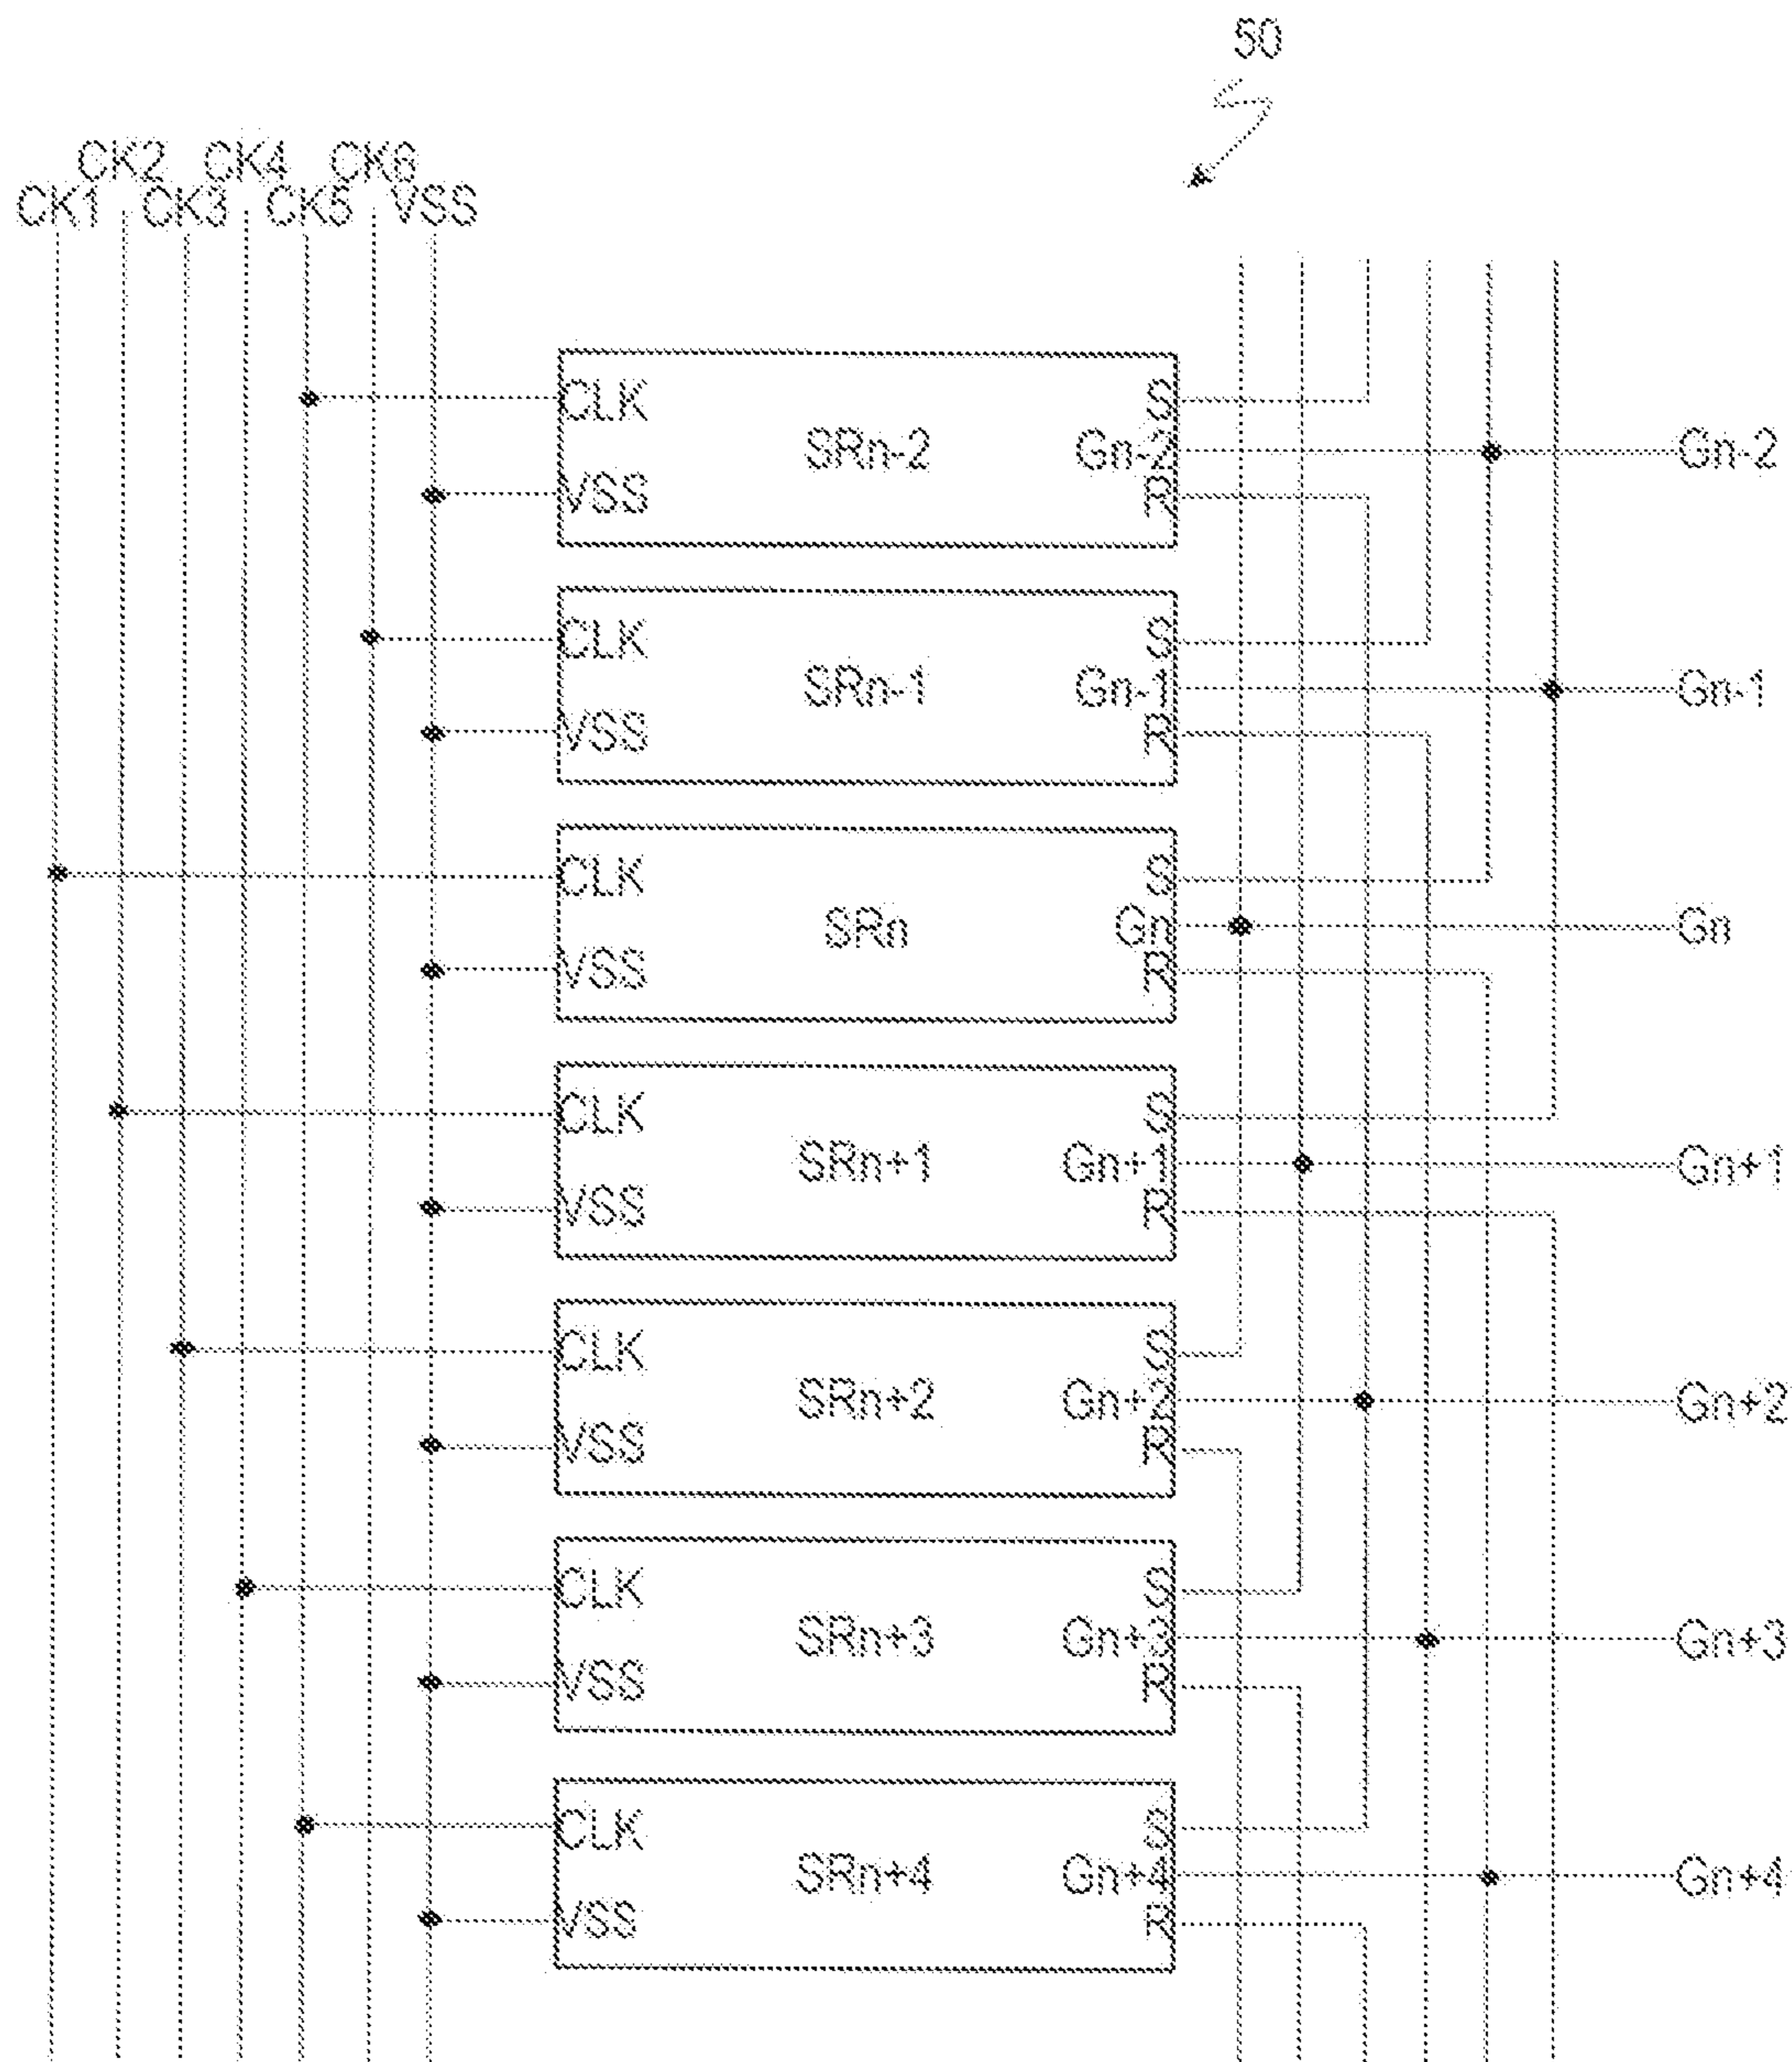 50
CK2 CK4 CK6
CK1 CK3 CK5 VSS
CLK S
SRn-2 Gn-2 Gn-2
VSS R
CLK S
SRn-1 Gn-1 Gn-1
VSS R
CLK S
SRn Gn Gn
VSS R
CLK S
SRn+1 Gn+1 Gn+1
VSS R
CLK S
SRn+2 Gn+2 Gn+2
VSS R
CLK S
SRn+3 Gn+3 Gn+3
VSS R
CLK S
SRn+4 Gn+4 Gn+4
VSS R